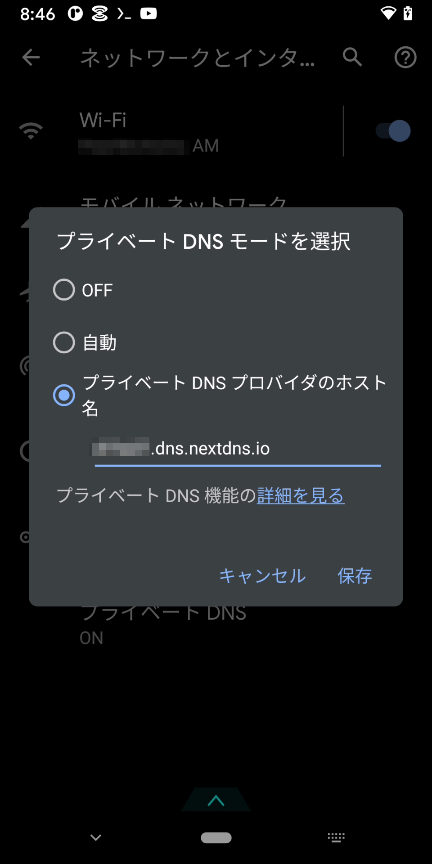 8:46
ネットワークとインタ...
Wi-Fi
AM
モバイル ネットワーク
プライベート DNS モードを選択
OFF
自動
プライベート DNS プロバイダのホスト
名
.dns.nextdns.io
プライベート DNS 機能の詳細を見る
キャンセル
保存
プライベート DNS
ON